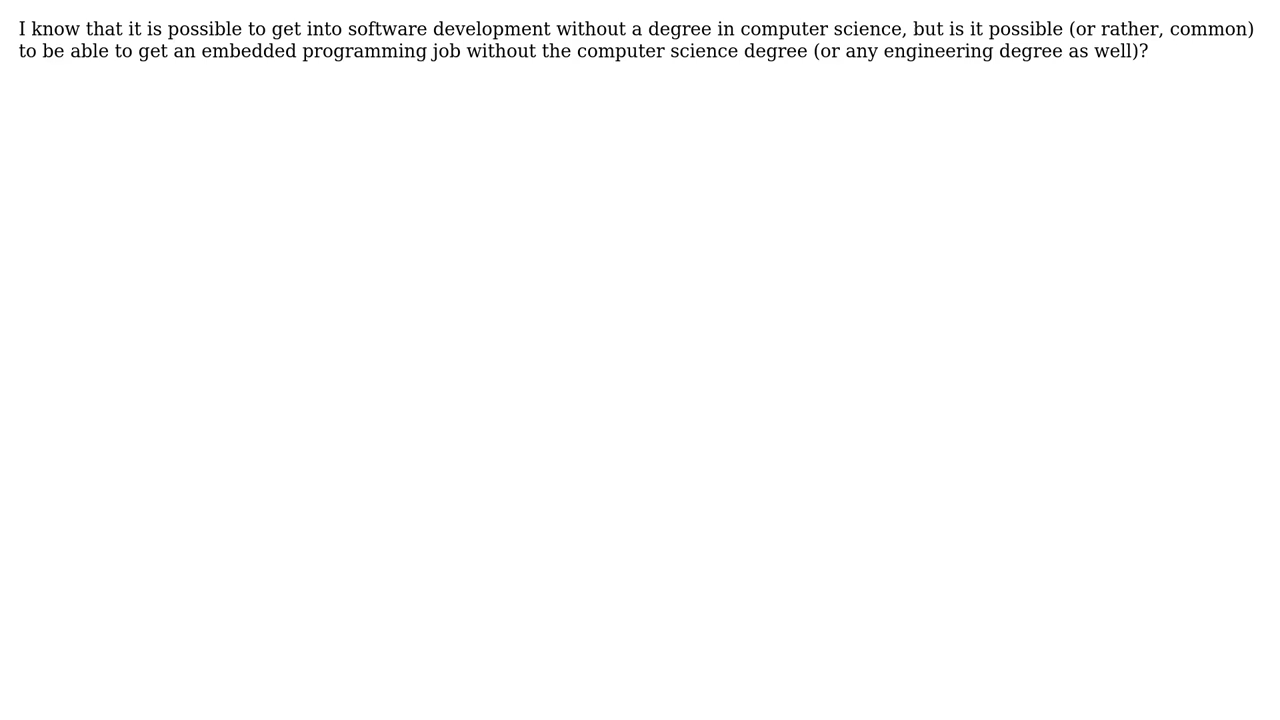 I know that it is possible to get into software development without a degree in computer science, but is it possible (or rather, common)
to be able to get an embedded programming job without the computer science degree (or any engineering degree as well)?